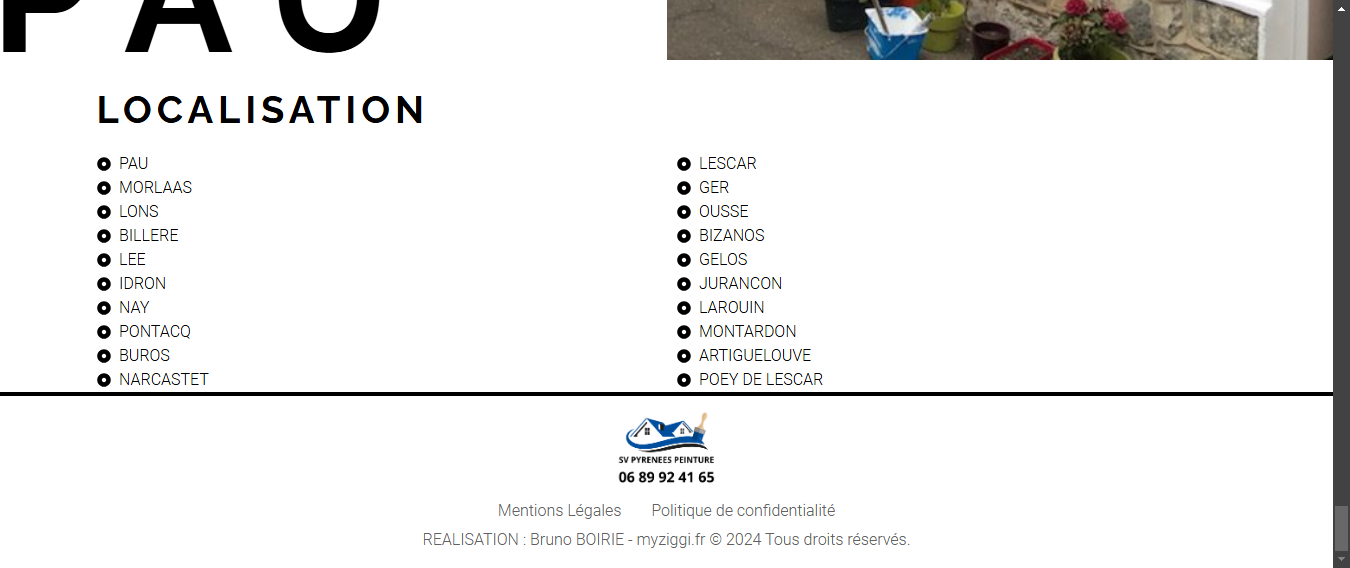 PAU
LOCALISATION
PAU
MORLAAS
LONS
BILLERE
LEE
IDRON
NAY
PONTACQ
BUROS
NARCASTET
LESCAR
GER
OUSSE
BIZANOS
GELOS
JURANCON
LAROUIN
MONTARDON
ARTIGUELOUVE
POEY DE LESCAR
SV PYRENEES PEINTURE
06 89 92 41 65
Mentions Légales Politique de confidentialité
REALISATION : Bruno BOIRIE - myziggi.fr © 2024 Tous droits réservés.